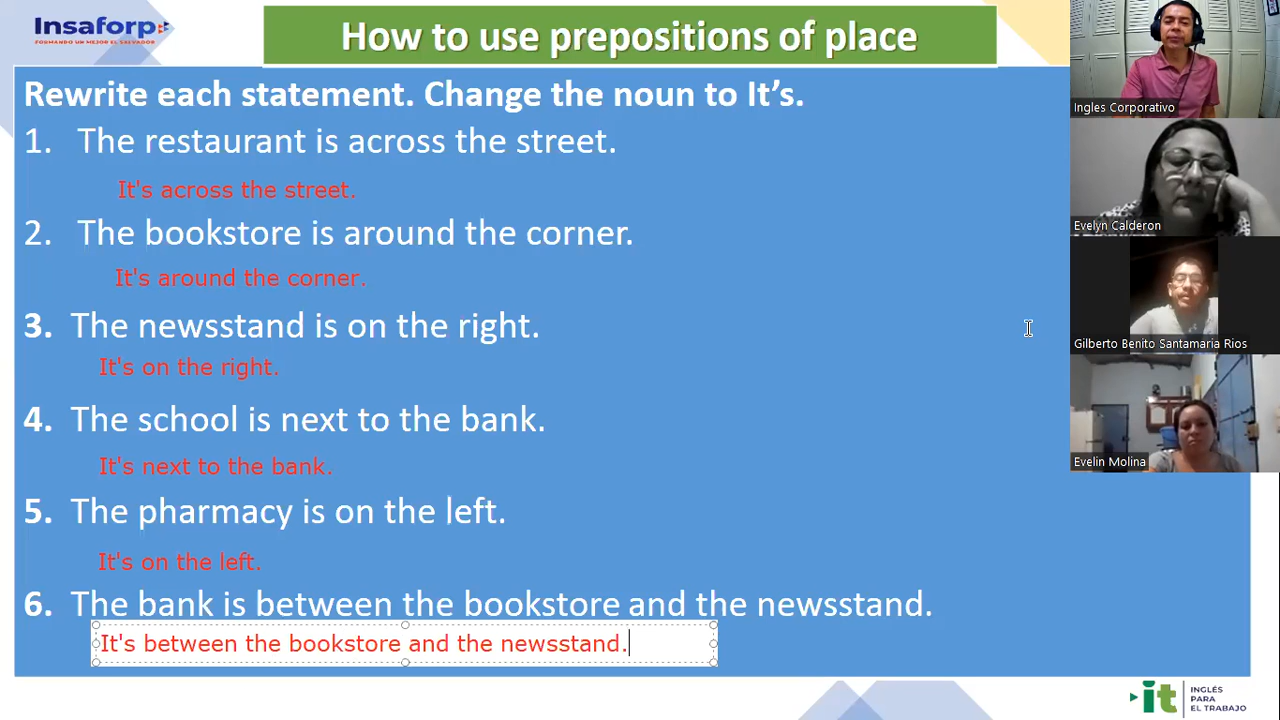 Insaforp
FORMANDO UN MEJOR EL SALVADOR
How to use prepositions of place
Rewrite each statement. Change the noun to It’s.
1. The restaurant is across the street.
It's across the street.
2. The bookstore is around the corner.
It's around the corner.
3. The newsstand is on the right.
It's on the right.
4. The school is next to the bank.
It's next to the bank.
5. The pharmacy is on the left.
It's on the left.
6. The bank is between the bookstore and the newsstand.
It's between the bookstore and the newsstand.
Ingles Corporativo
Evelyn Calderon
Gilberto Benito Santamaria Rios
Evelin Molina
it
INGLÉS
PARA
EL TRABAJO